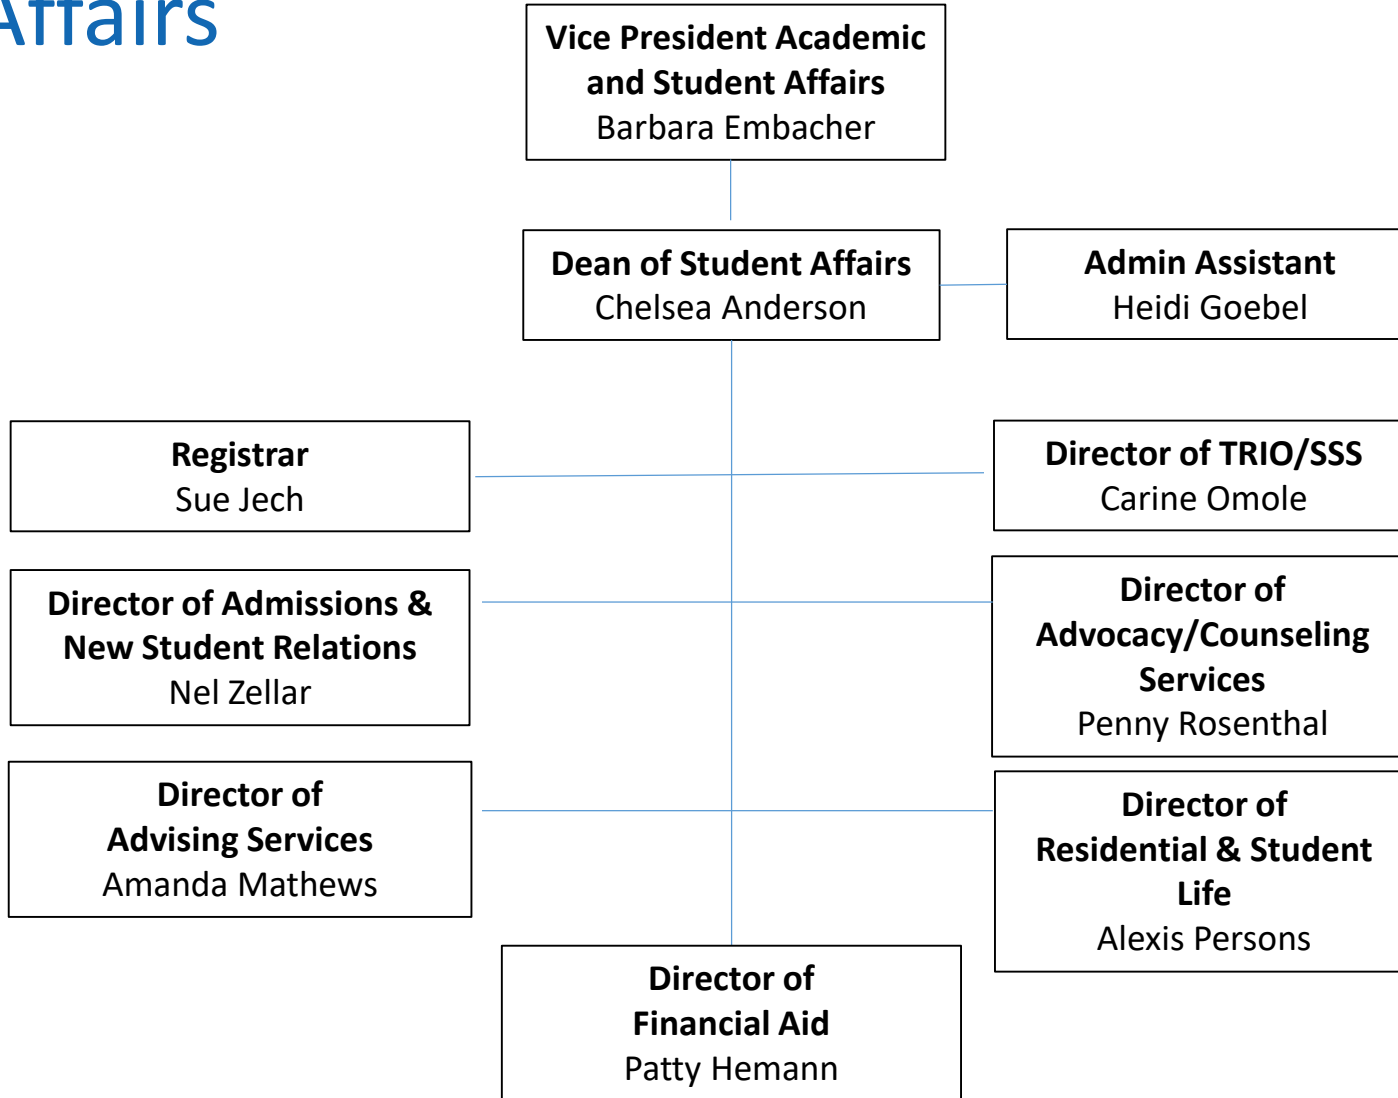 Affairs
Vice President Academic
and Student Affairs
Barbara Embacher
Dean of Student Affairs
Chelsea Anderson
Admin Assistant
Heidi Goebel
Registrar
Sue Jech
Director of TRIO/SSS
Carine Omole
Director of Admissions &
New Student Relations
Nel Zellar
Director of
Advocacy/Counseling
Services
Penny Rosenthal
Director of
Advising Services
Amanda Mathews
Director of
Residential & Student
Life
Alexis Persons
Director of
Financial Aid
Patty Hemann